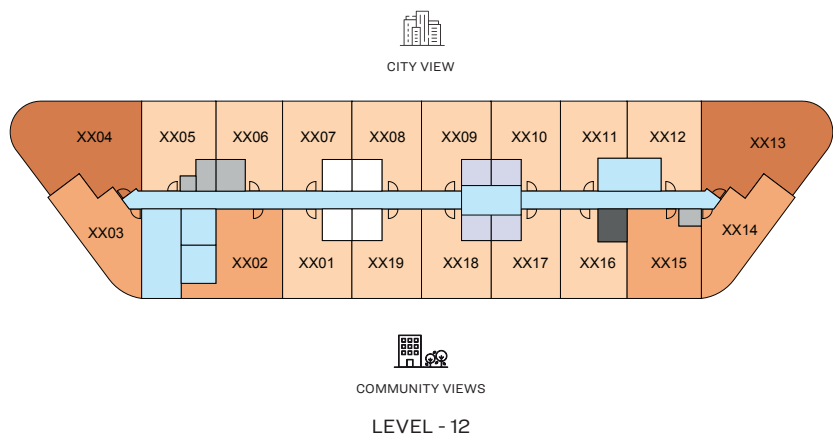 CITY VIEW
XX04 XX05 XX06 XX07 XX08 XX09 XX10 XX11 XX12 XX13
XX03 XX02 XX01 XX19 XX18 XX17 XX16 XX15 XX14
COMMUNITY VIEWS
LEVEL - 12